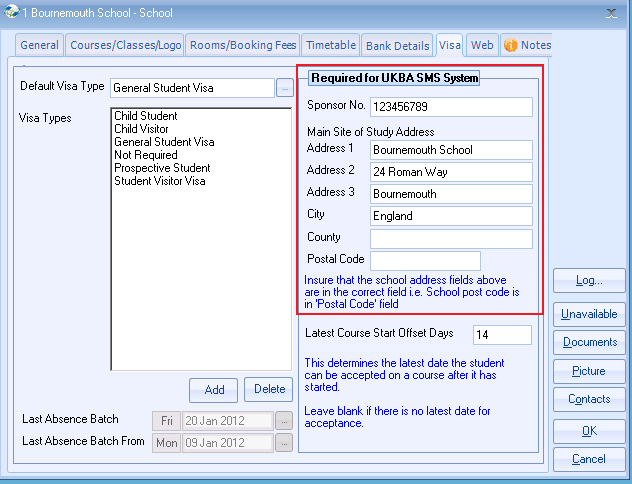 1 Bournemouth School - School
General Courses/Classes/Logo Rooms/Booking Fees Timetable Bank Details Visa Web Notes
Default Visa Type General Student Visa ...
Visa Types
Child Student
Child Visitor
General Student Visa
Not Required
Prospective Student
Student Visitor Visa
Add Delete
Last Absence Batch Fri 20 Jan 2012 ...
Last Absence Batch From Mon 09 Jan 2012 ...
Required for UKBA SMS System
Sponsor No. 123456789
Main Site of Study Address
Address 1 Bournemouth School
Address 2 24 Roman Way
Address 3 Bournemouth
City England
County
Postal Code
Insure that the school address fields above
are in the correct field i.e. School post code is
in 'Postal Code' field
Latest Course Start Offset Days 14
This determines the latest date the student
can be accepted on a course after it has
started.
Leave blank if there is no latest date for
acceptance.
Log...
Unavailable
Documents
Picture
Contacts
OK
Cancel